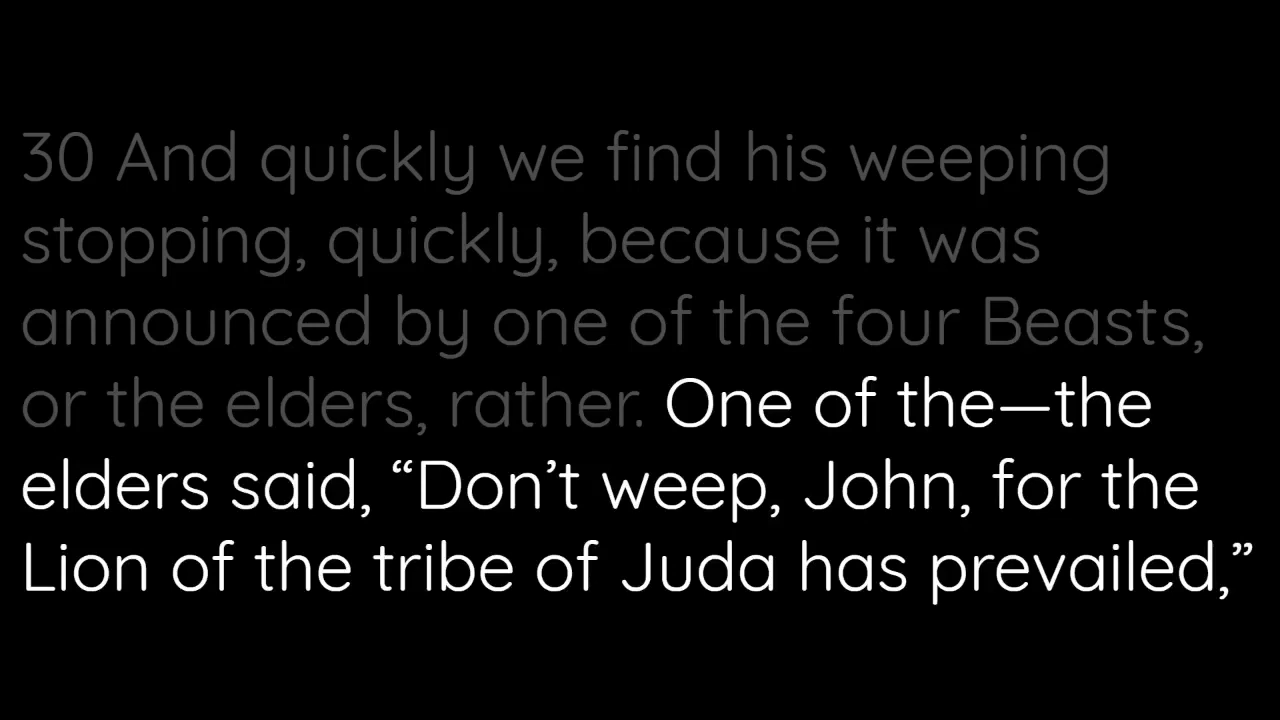 30 And quickly we find his weeping
stopping, quickly, because it was
announced by one of the four Beasts,
or the elders, rather. One of the—the
elders said, “Don’t weep, John, for the
Lion of the tribe of Juda has prevailed,”